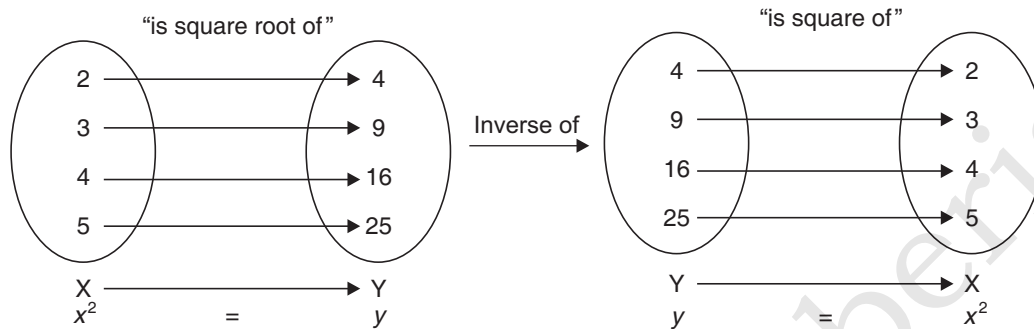 “is square root of”
2 4
3 9
4 16
5 25
X Y
x² = y
Inverse of
“is square of”
4 2
9 3
16 4
25 5
Y X
y = x²
beri